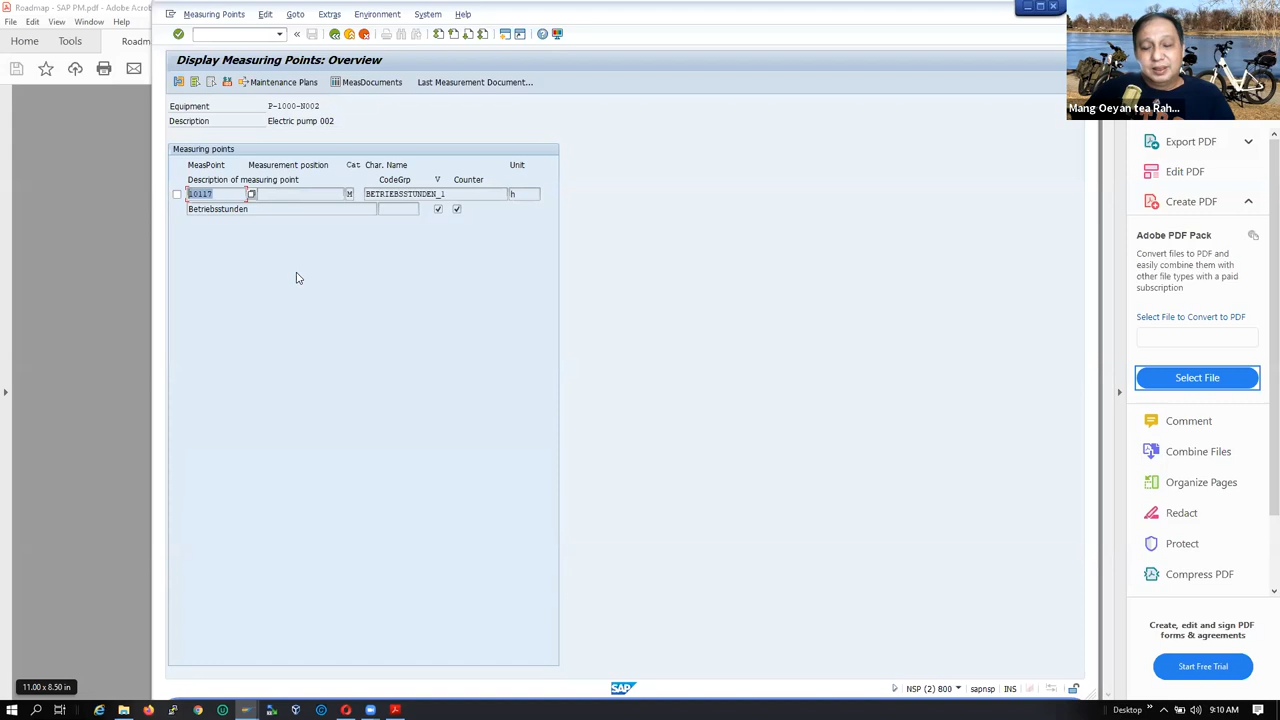 Roadmap - SAP PM.pdf - Adobe Acrob
File Edit View Window H
Home Tools Roadm
11.00 x 8.50 in
Measuring Points Edit Goto Extras Environment System Help
Display Measuring Points: Overview
Maintenance Plans MeasDocuments Last Measurement Document...
Equipment P-1000-N002
Description Electric pump 002
Measuring points
MeasPoint Measurement position Cat Char. Name Unit
Description of measuring point CodeGrp V Counter
10117 M BETRIEBSSTUNDEN_1 h
Betriebsstunden
SAP
NSP (2) 800 sapnsp INS
Mang Oeyan tea Rah...
Export PDF
Edit PDF
Create PDF
Adobe PDF Pack
Convert files to PDF and
easily combine them with
other file types with a paid
subscription
Select File to Convert to PDF
Select File
Comment
Combine Files
Organize Pages
Redact
Protect
Compress PDF
Create, edit and sign PDF
forms & agreements
Start Free Trial
Desktop 9:10 AM